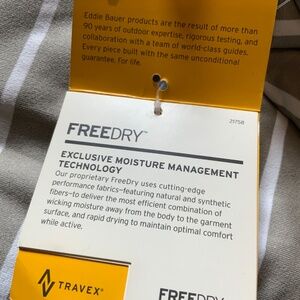 Eddie Bauer products are the result of more than
90 years of outdoor expertise, rigorous testing, and
collaboration with a team of world-class guides.
Every piece built with the same unconditional
guarantee. For life.
21758
FREEDRY™
EXCLUSIVE MOISTURE MANAGEMENT
TECHNOLOGY
Our proprietary FreeDry uses cutting-edge
performance fabrics—featuring natural and synthetic
fibers—to deliver the most efficient combination of
wicking moisture away from the body to the garment
surface, and rapid drying to maintain optimal comfort
while active.
TRAVEX®
FREEDRY